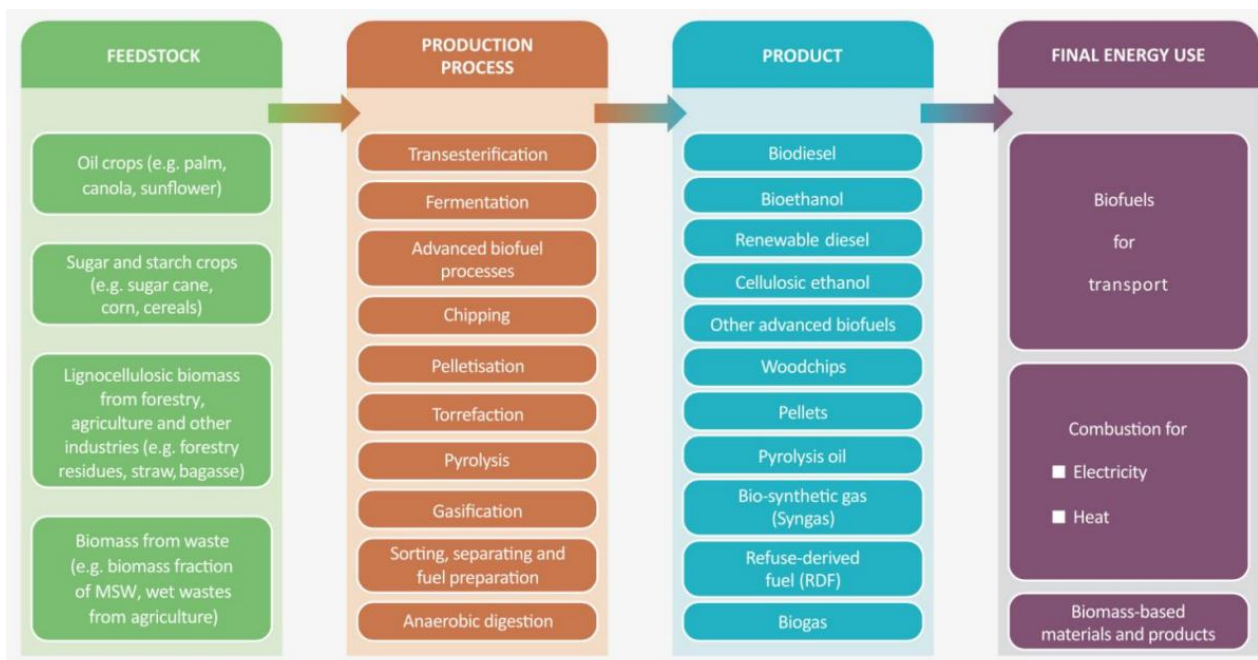 FEEDSTOCK
Oil crops (e.g. palm,
canola, sunflower)
Sugar and starch crops
(e.g. sugar cane,
corn, cereals)
Lignocellulosic biomass
from forestry,
agriculture and other
industries (e.g. forestry
residues, straw, bagasse)
Biomass from waste
(e.g. biomass fraction
of MSW, wet wastes
from agriculture)
PRODUCTION
PROCESS
Transesterification
Fermentation
Advanced biofuel
processes
Chipping
Pelletisation
Torrefaction
Pyrolysis
Gasification
Sorting, separating and
fuel preparation
Anaerobic digestion
PRODUCT
Biodiesel
Bioethanol
Renewable diesel
Cellulosic ethanol
Other advanced biofuels
Woodchips
Pellets
Pyrolysis oil
Bio-synthetic gas
(Syngas)
Refuse-derived
fuel (RDF)
Biogas
FINAL ENERGY USE
Biofuels
for
transport
Combustion for
■ Electricity
■ Heat
Biomass-based
materials and products